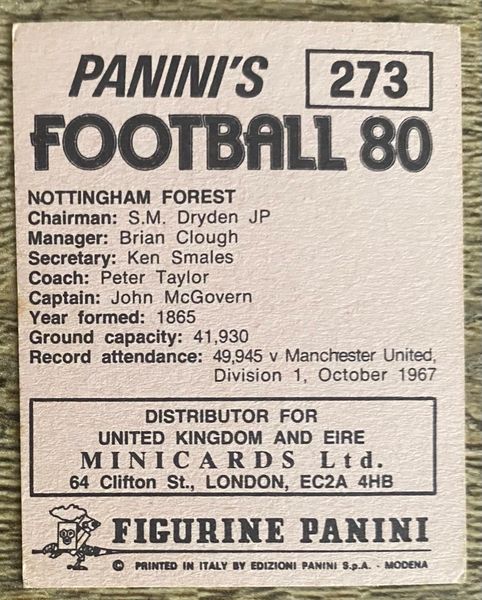 PANINI'S
273
FOOTBALL 80
NOTTINGHAM FOREST
Chairman: S.M. Dryden JP
Manager: Brian Clough
Secretary: Ken Smales
Coach: Peter Taylor
Captain: John McGovern
Year formed: 1865
Ground capacity: 41,930
Record attendance: 49,945 v Manchester United,
Division 1, October 1967
DISTRIBUTOR FOR
UNITED KINGDOM AND EIRE
MINICARDS Ltd.
64 Clifton St., LONDON, EC2A 4HB
FIGURINE PANINI
© PRINTED IN ITALY BY EDIZIONI PANINI S.p.A. - MODENA